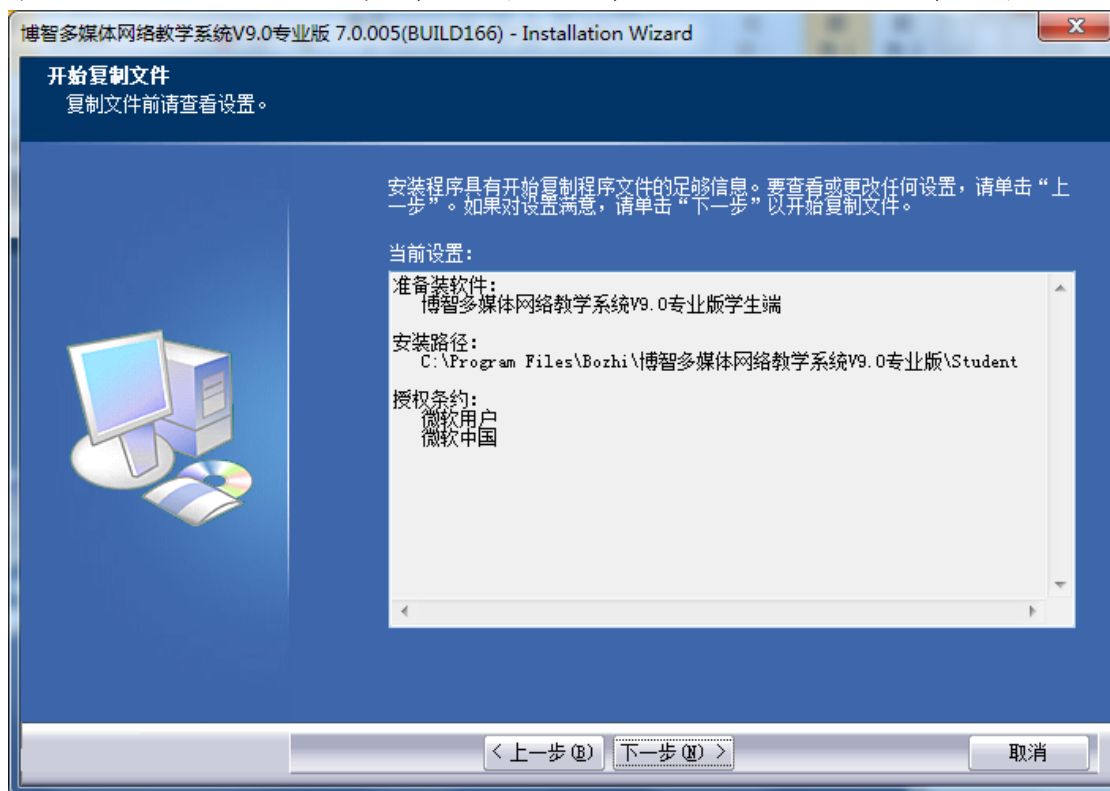 博智多媒体网络教学系统V9.0专业版 7.0.005(BUILD166) - Installation Wizard
开始复制文件
复制文件前请查看设置。
安装程序具有开始复制程序文件的足够信息。要查看或更改任何设置，请单击“上
一步”。如果对设置满意，请单击“下一步”以开始复制文件。
当前设置：
准备装软件：
博智多媒体网络教学系统V9.0专业版学生端
安装路径：
C:\Program Files\Bozhi\博智多媒体网络教学系统V9.0专业版\Student
授权条约：
微软用户
微软中国
< 上一步(B)
下一步(N) >
取消